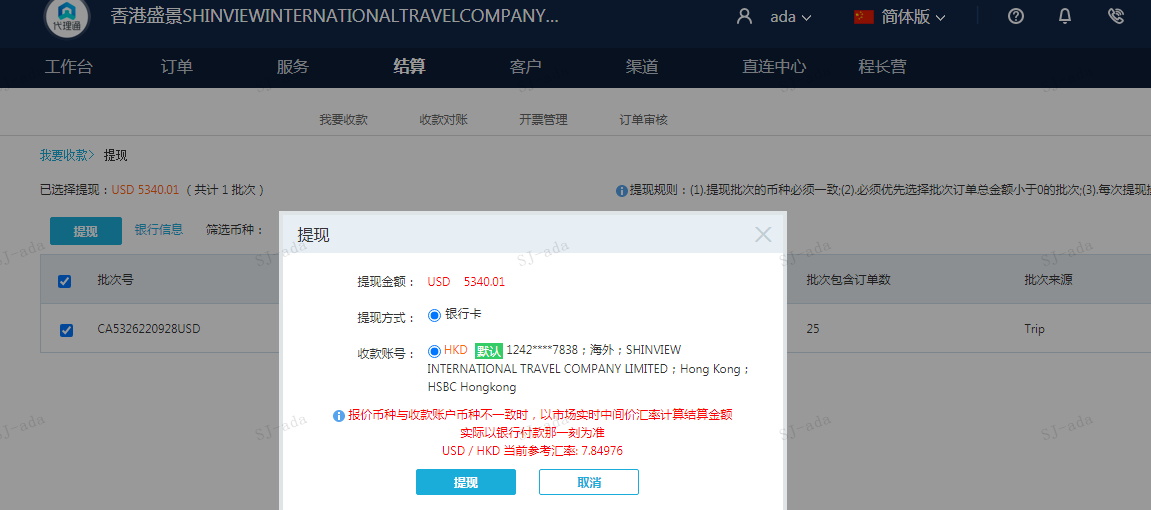 代理通
香港盛景SHINVIEWINTERNATIONALTRAVELCOMPANY...
ada
简体版
工作台 订单 服务 结算 客户 渠道 直连中心 程长营
我要收款 收款对账 开票管理 订单审核
我要收款> 提现
已选择提现：USD 5340.01（共计 1 批次）
提现规则：(1).提现批次的币种必须一致;(2).必须优先选择批次订单总金额小于0的批次;(3).每次提现
提现 银行信息 筛选币种：
批次号 批次包含订单数 批次来源
CA5326220928USD 25 Trip
提现
提现金额： USD 5340.01
提现方式： 银行卡
收款账号： HKD 默认 1242****7838；海外；SHINVIEW
INTERNATIONAL TRAVEL COMPANY LIMITED；Hong Kong；
HSBC Hongkong
报价币种与收款账户币种不一致时，以市场实时中间价汇率计算结算金额
实际以银行付款那一刻为准
USD / HKD 当前参考汇率: 7.84976
提现 取消
SJ-ada
SJ-ada
SJ-ada
SJ-ada
SJ-ada
SJ-ada
SJ-ada
SJ-ada